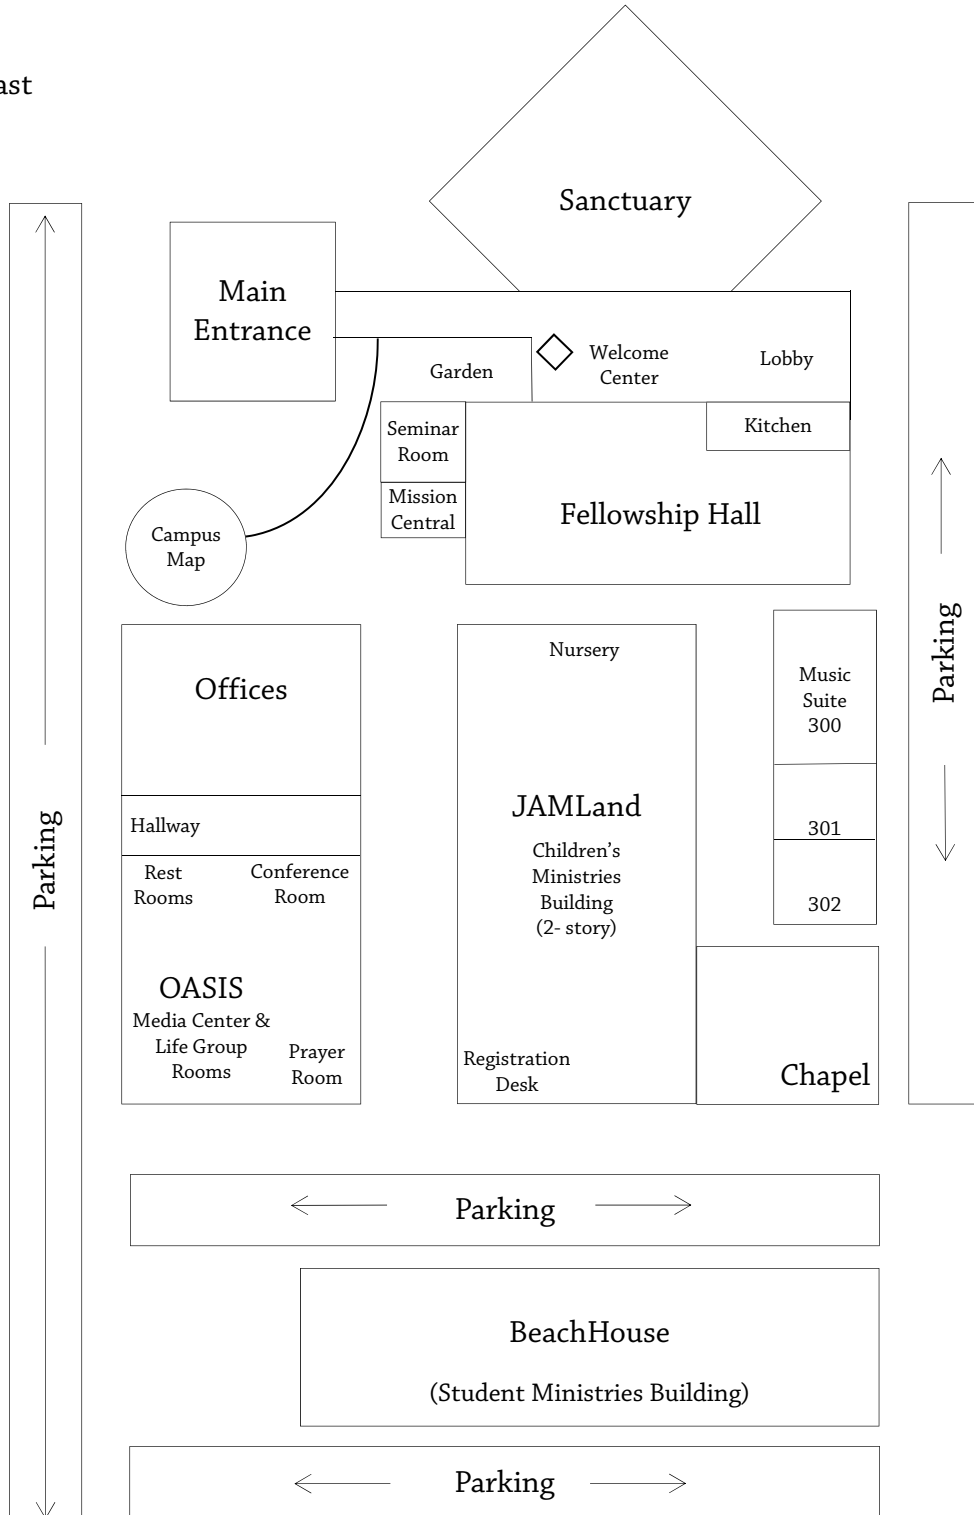 ast
Sanctuary
Main
Entrance
Garden
Welcome
Center
Lobby
Kitchen
Seminar
Room
Mission
Central
Fellowship Hall
Campus
Map
Offices
Hallway
Rest
Rooms
Conference
Room
OASIS
Media Center &
Life Group
Rooms
Prayer
Room
Nursery
JAMLand
Children's
Ministries
Building
(2- story)
Registration
Desk
Music
Suite
300
301
302
Chapel
Parking
Parking
Parking
BeachHouse
(Student Ministries Building)
Parking